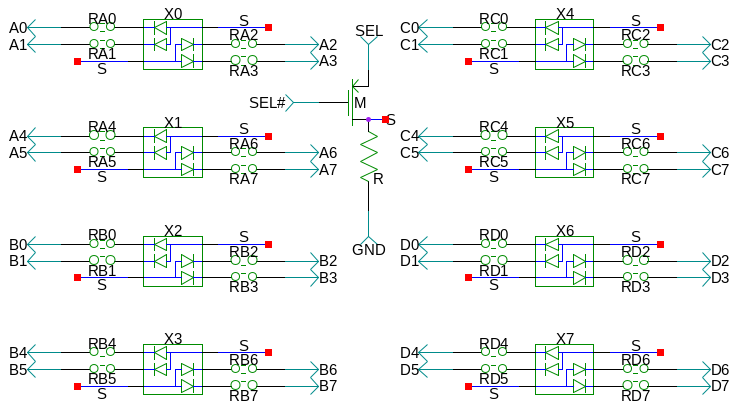 A0 RA0 X0 S
A1 RA2 A2
RA1 RA3 A3
S
SEL
C0 RC0 X4 S
C1 RC2 C2
RC1 RC3 C3
S
SEL# M
S
A4 RA4 X1 S
A5 RA6 A6
RA5 RA7 A7
S
R
GND
C4 RC4 X5 S
C5 RC6 C6
RC5 RC7 C7
S
B0 RB0 X2 S
B1 RB2 B2
RB1 RB3 B3
S
D0 RD0 X6 S
D1 RD2 D2
RD1 RD3 D3
S
B4 RB4 X3 S
B5 RB6 B6
RB5 RB7 B7
S
D4 RD4 X7 S
D5 RD6 D6
RD5 RD7 D7
S